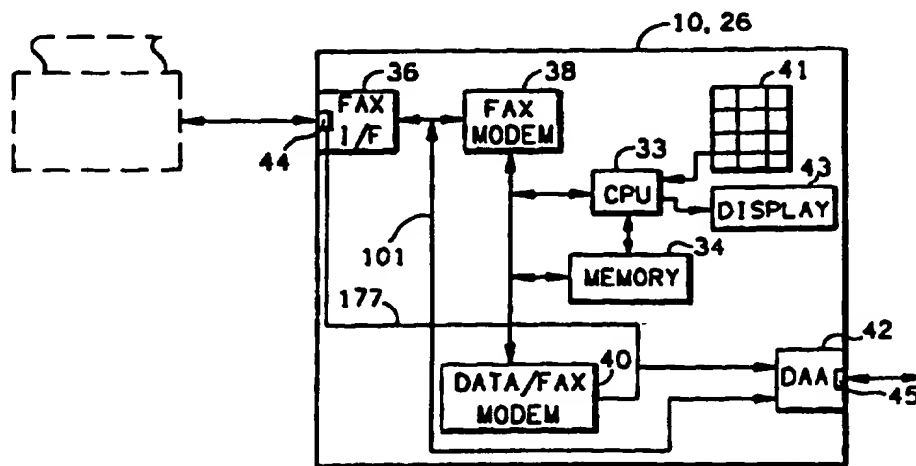 10, 26
36
38
41
FAX
I/F
FAX
MODEM
44
33
CPU
43
DISPLAY
34
MEMORY
101
177
42
DAA
45
40
DATA/FAX
MODEM